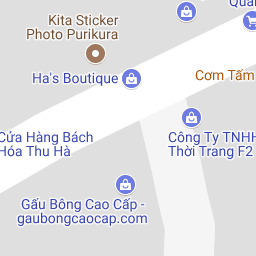 Quần
Kita Sticker
Photo Purikura
Ha's Boutique
Cơm Tấm
Cửa Hàng Bách
Hóa Thu Hà
Công Ty TNHH
Thời Trang F2
Gấu Bông Cao Cấp -
gaubongcaocap.com